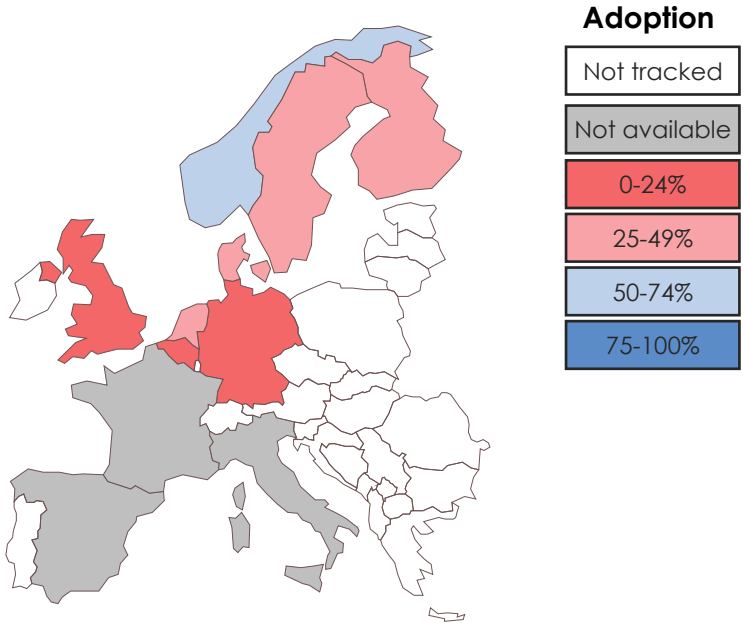 Adoption
Not tracked
Not available
0-24%
25-49%
50-74%
75-100%